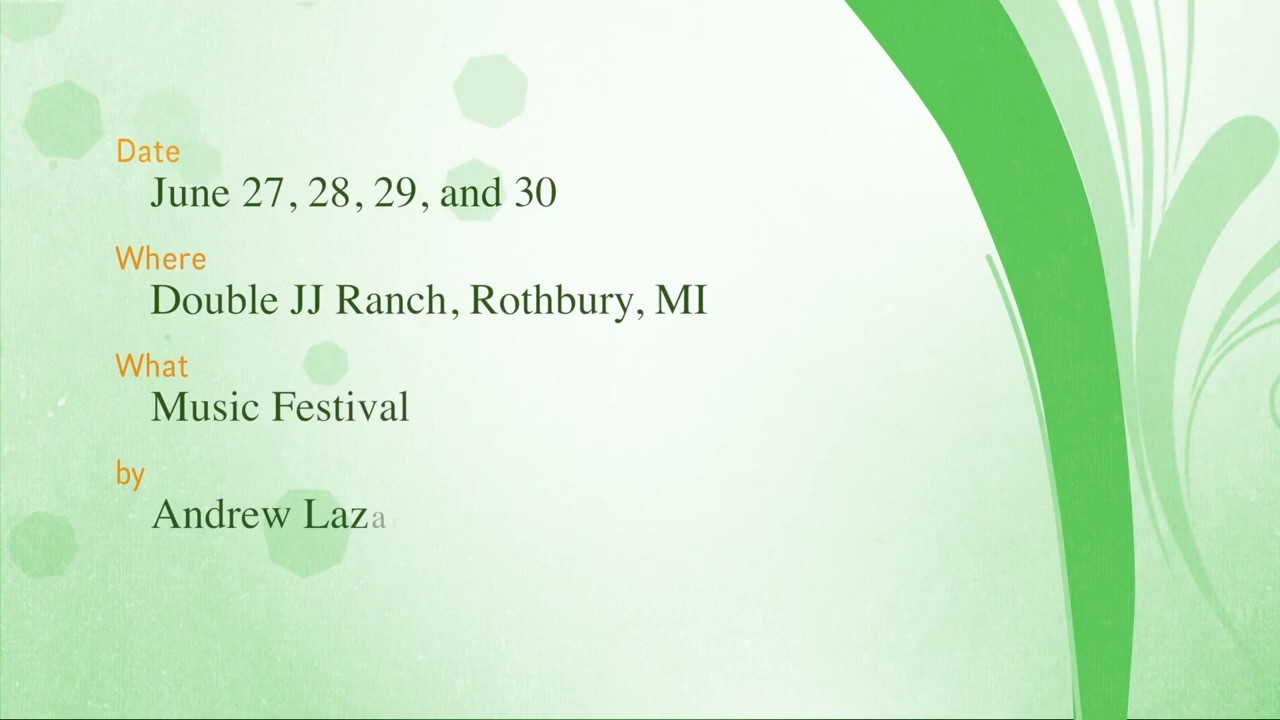 Date
June 27, 28, 29, and 30
Where
Double JJ Ranch, Rothbury, MI
What
Music Festival
by
Andrew Laza